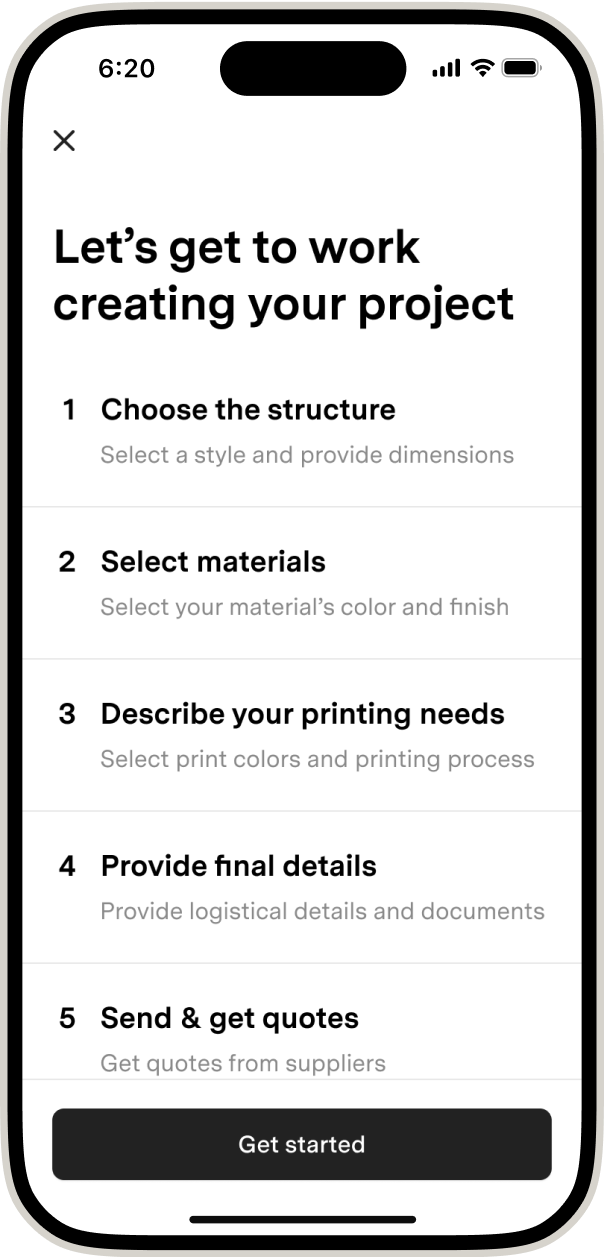 6:20
Let’s get to work
creating your project
1 Choose the structure
Select a style and provide dimensions
2 Select materials
Select your material’s color and finish
3 Describe your printing needs
Select print colors and printing process
4 Provide final details
Provide logistical details and documents
5 Send & get quotes
Get quotes from suppliers
Get started